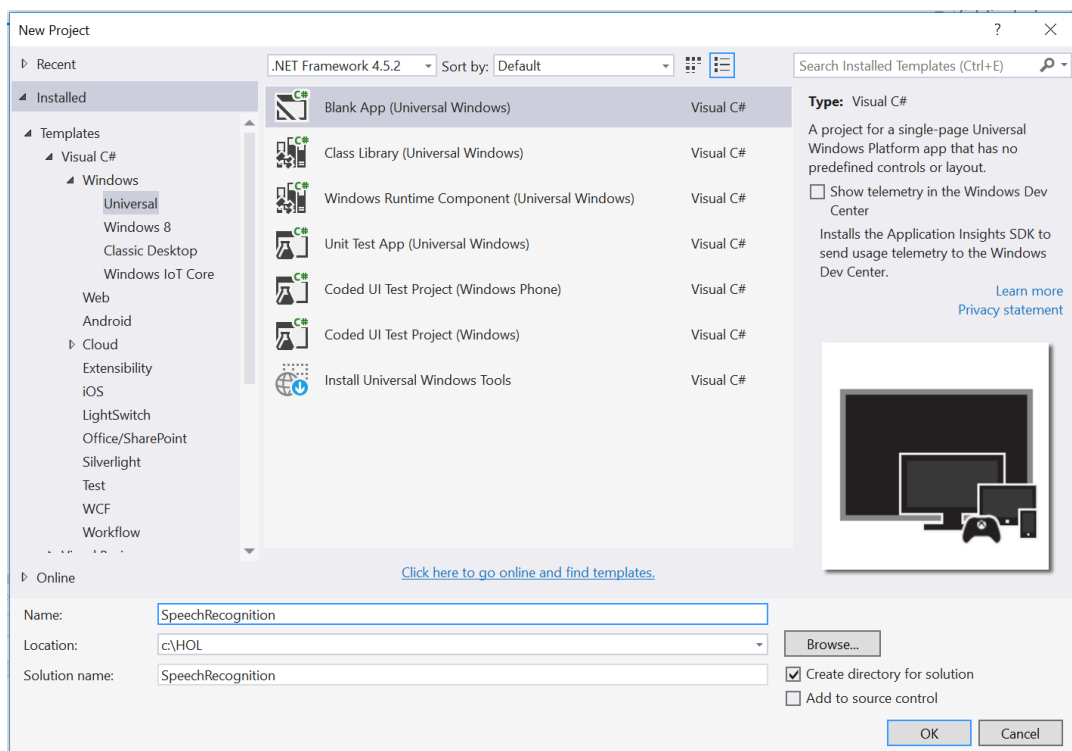 New Project
?
Recent
.NET Framework 4.5.2
Sort by:
Default
Search Installed Templates (Ctrl+E)
Installed
Templates
Visual C#
Windows
Universal
Windows 8
Classic Desktop
Windows IoT Core
Web
Android
Cloud
Extensibility
iOS
LightSwitch
Office/SharePoint
Silverlight
Test
WCF
Workflow
Online
C# Blank App (Universal Windows) Visual C#
C# Class Library (Universal Windows) Visual C#
C# Windows Runtime Component (Universal Windows) Visual C#
C# Unit Test App (Universal Windows) Visual C#
C# Coded UI Test Project (Windows Phone) Visual C#
C# Coded UI Test Project (Windows) Visual C#
Install Universal Windows Tools Visual C#
Click here to go online and find templates.
Type: Visual C#
A project for a single-page Universal
Windows Platform app that has no
predefined controls or layout.
Show telemetry in the Windows Dev
Center
Installs the Application Insights SDK to
send usage telemetry to the Windows
Dev Center.
Learn more
Privacy statement
Name: SpeechRecognition
Location: c:\HOL
Browse...
Solution name: SpeechRecognition
Create directory for solution
Add to source control
OK
Cancel